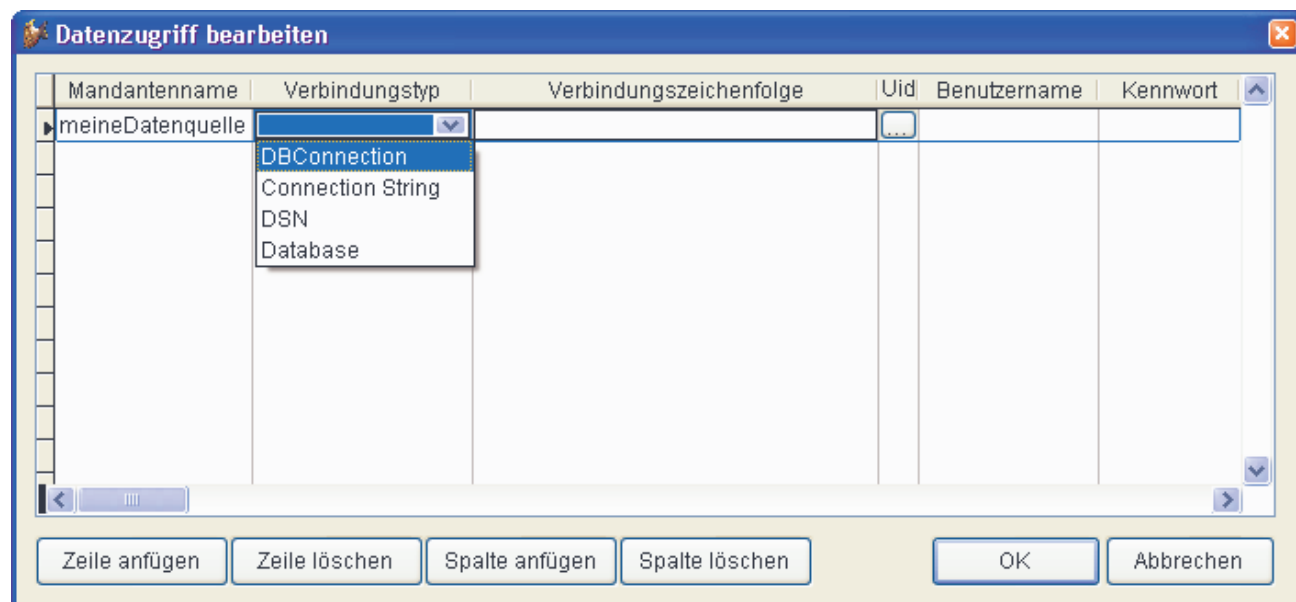 Datenzugriff bearbeiten
Mandantenname Verbindungstyp Verbindungszeichenfolge Uid Benutzername Kennwort
meineDatenquelle ...
DBConnection
Connection String
DSN
Database
Zeile anfügen Zeile löschen Spalte anfügen Spalte löschen OK Abbrechen